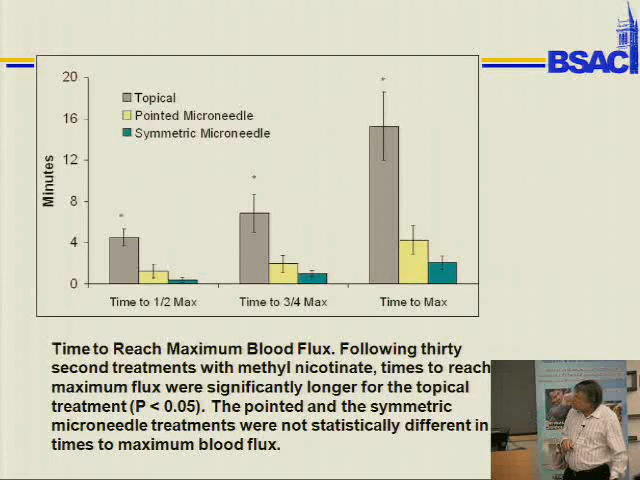 BSAC
20
16
12
8
4
0
Minutes
Topical
Pointed Microneedle
Symmetric Microneedle
*
*
*
Time to 1/2 Max
Time to 3/4 Max
Time to Max
Time to Reach Maximum Blood Flux. Following thirty
second treatments with methyl nicotinate, times to reach
maximum flux were significantly longer for the topical
treatment (P < 0.05). The pointed and the symmetric
microneedle treatments were not statistically different in
times to maximum blood flux.